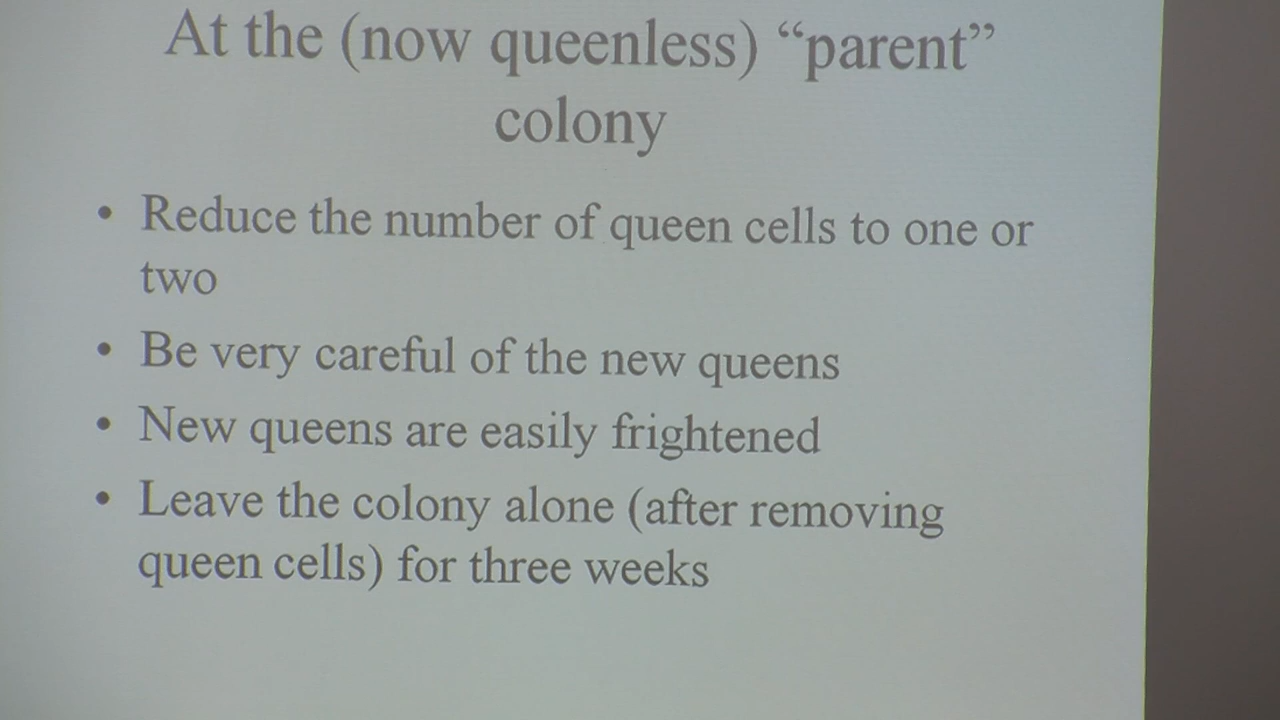 At the (now queenless) “parent”
colony
• Reduce the number of queen cells to one or
two
• Be very careful of the new queens
• New queens are easily frightened
• Leave the colony alone (after removing
queen cells) for three weeks